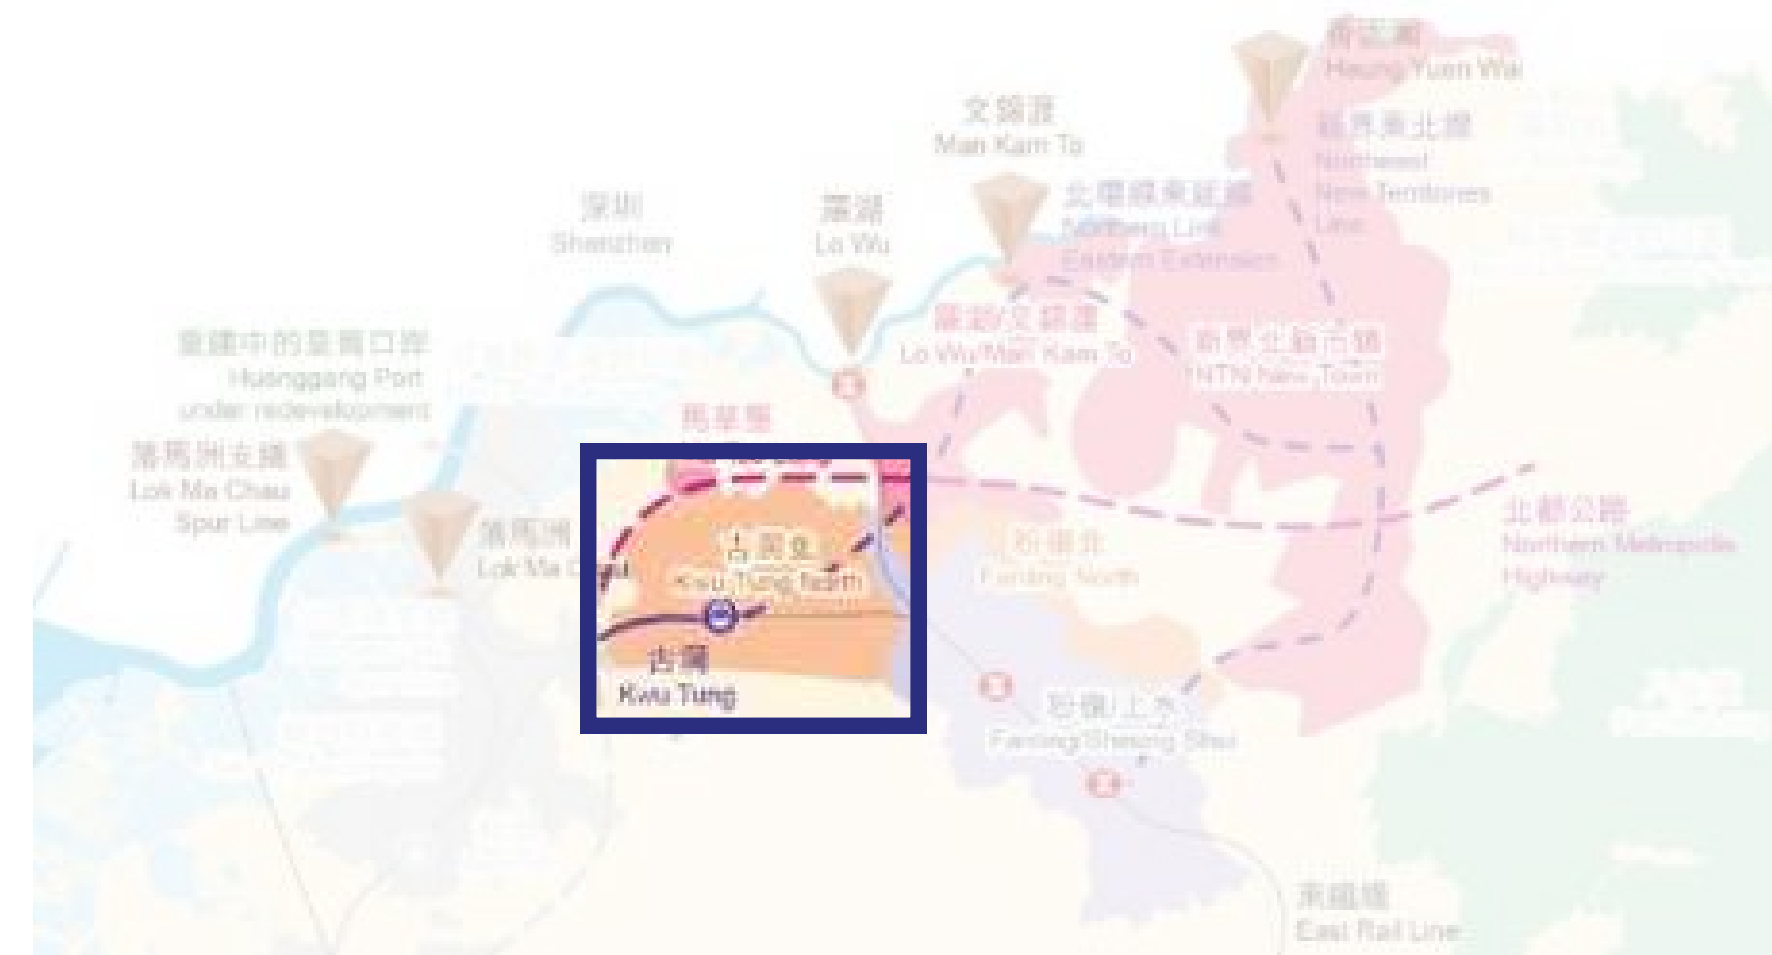 Heung Yuen Wai
文錦渡
Man Kam To
新界東北線
Northeast
New Territories
Line
深圳
Shenzhen
羅湖
Lo Wu
北環線東延線
Northern Link
Eastern Extension
羅湖/文錦渡
Lo Wu/Man Kam To
新界北新市鎮
NTN New Town
重建中的皇崗口岸
Huanggang Port
under redevelopment
馬草壟
落馬洲支線
Lok Ma Chau
Spur Line
落馬洲
Lok Ma Chau
古洞北
Kwu Tung North
粉嶺北
Fanling North
北都公路
Northern Metropolis
Highway
古洞
Kwu Tung
粉嶺/上水
Fanling/Sheung Shui
東鐵綫
East Rail Line